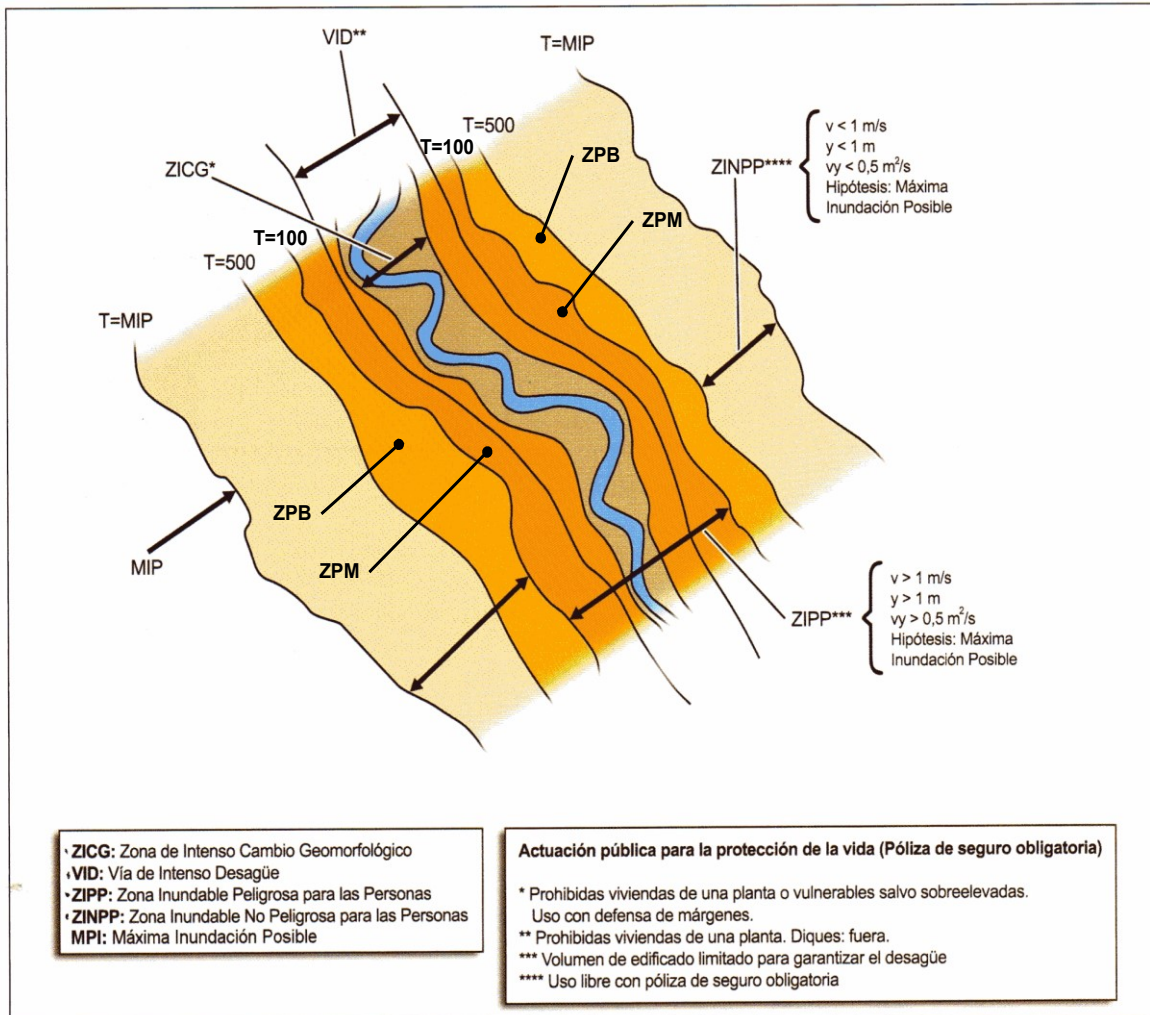 VID**
T=MIP
T=500
T=100
ZPB
ZICG*
ZPM
ZINPP****
v < 1 m/s
y < 1 m
vy < 0,5 m²/s
Hipótesis: Máxima
Inundación Posible
T=100
T=500
T=MIP
ZPB
ZPM
MIP
ZIPP***
v > 1 m/s
y > 1 m
vy > 0,5 m²/s
Hipótesis: Máxima
Inundación Posible
ZICG: Zona de Intenso Cambio Geomorfológico
VID: Vía de Intenso Desagüe
ZIPP: Zona Inundable Peligrosa para las Personas
ZINPP: Zona Inundable No Peligrosa para las Personas
MPI: Máxima Inundación Posible
Actuación pública para la protección de la vida (Póliza de seguro obligatoria)
* Prohibidas viviendas de una planta o vulnerables salvo sobreelevadas.
Uso con defensa de márgenes.
** Prohibidas viviendas de una planta. Diques: fuera.
*** Volumen de edificado limitado para garantizar el desagüe
**** Uso libre con póliza de seguro obligatoria